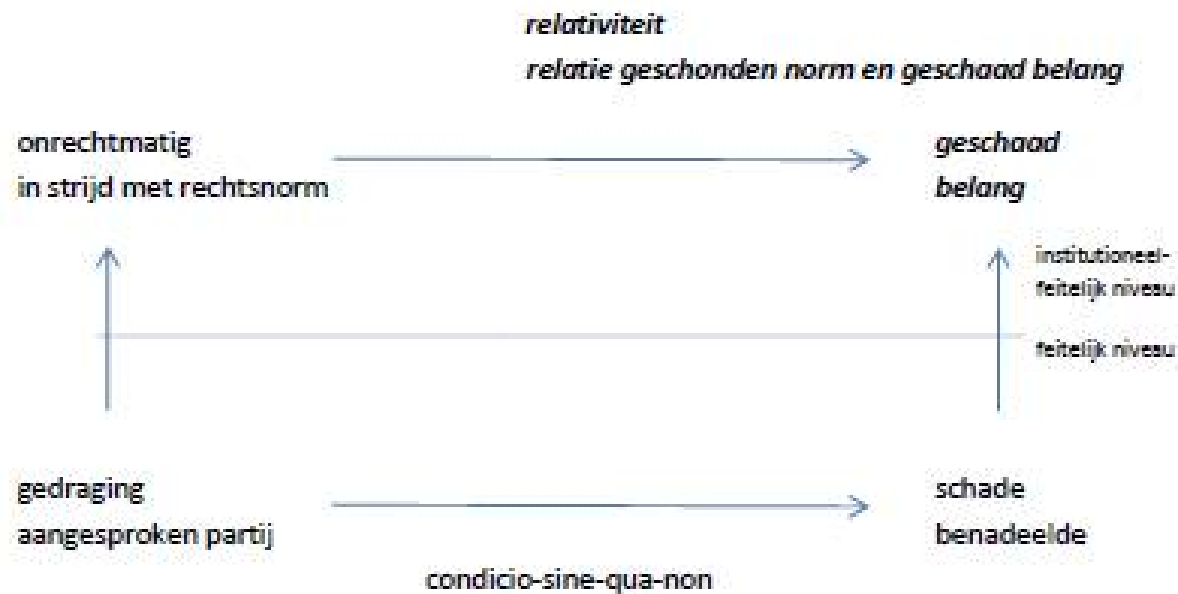 relativiteit
relatie geschonden norm en geschaad belang
onrechtmatig
in strijd met rechtsnorm
geschaad
belang
institutioneel-
feitelijk niveau
feitelijk niveau
gedraging
aangesproken partij
schade
benadeelde
condicio-sine-qua-non